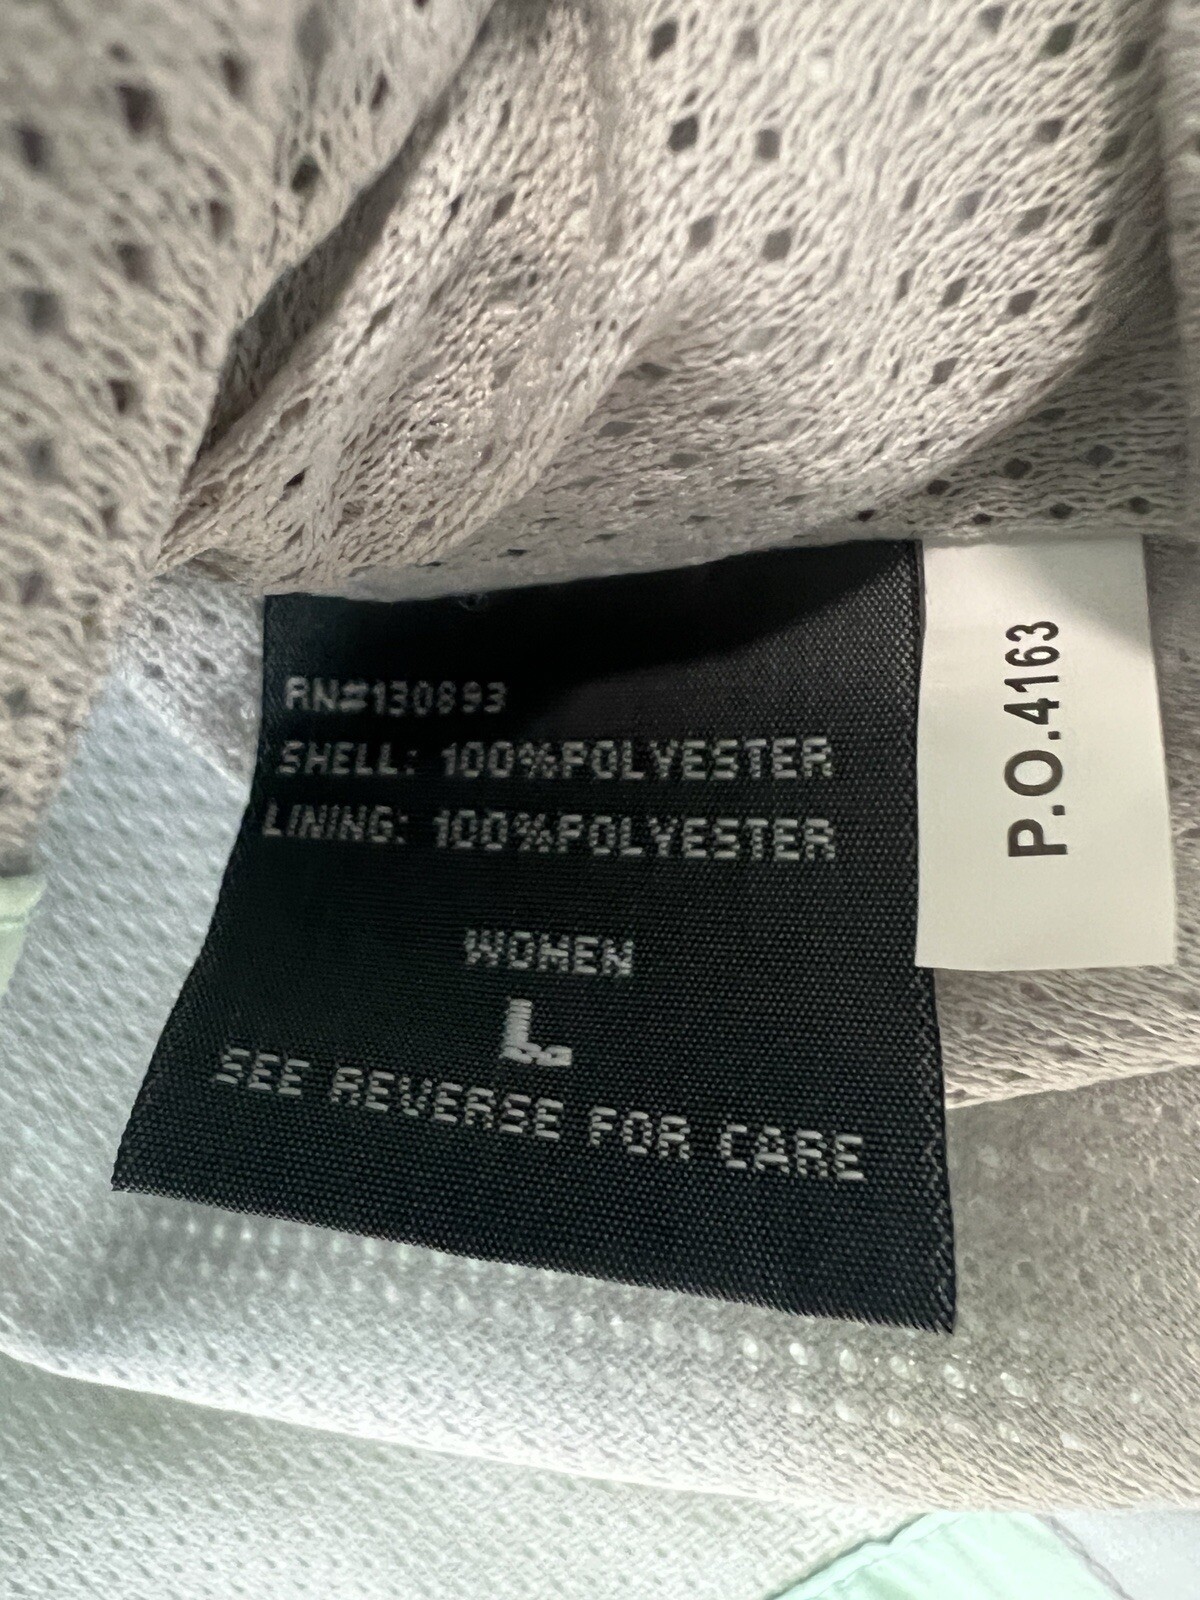 RN#130893
SHELL: 100%POLYESTER
LINING: 100%POLYESTER
WOMEN
L
SEE REVERSE FOR CARE
P.O.4163